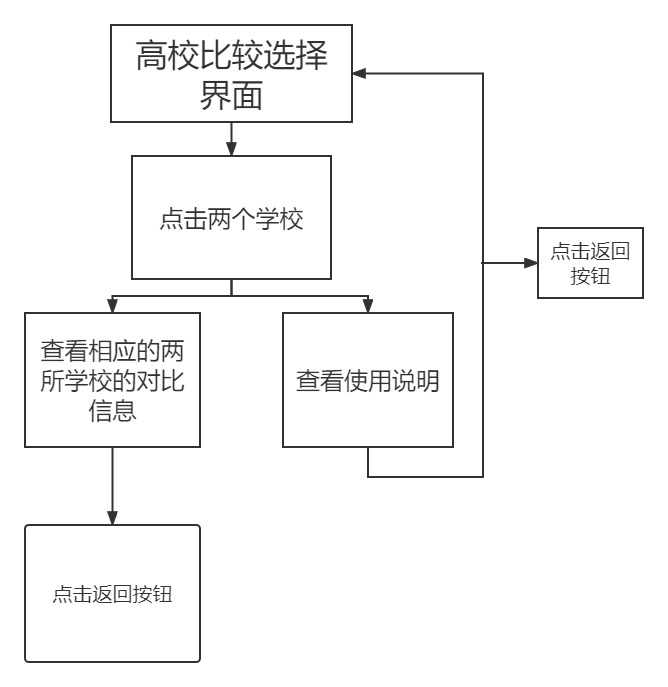 高校比较选择
界面
点击两个学校
点击返回
按钮
查看相应的两
所学校的对比
信息
查看使用说明
点击返回按钮